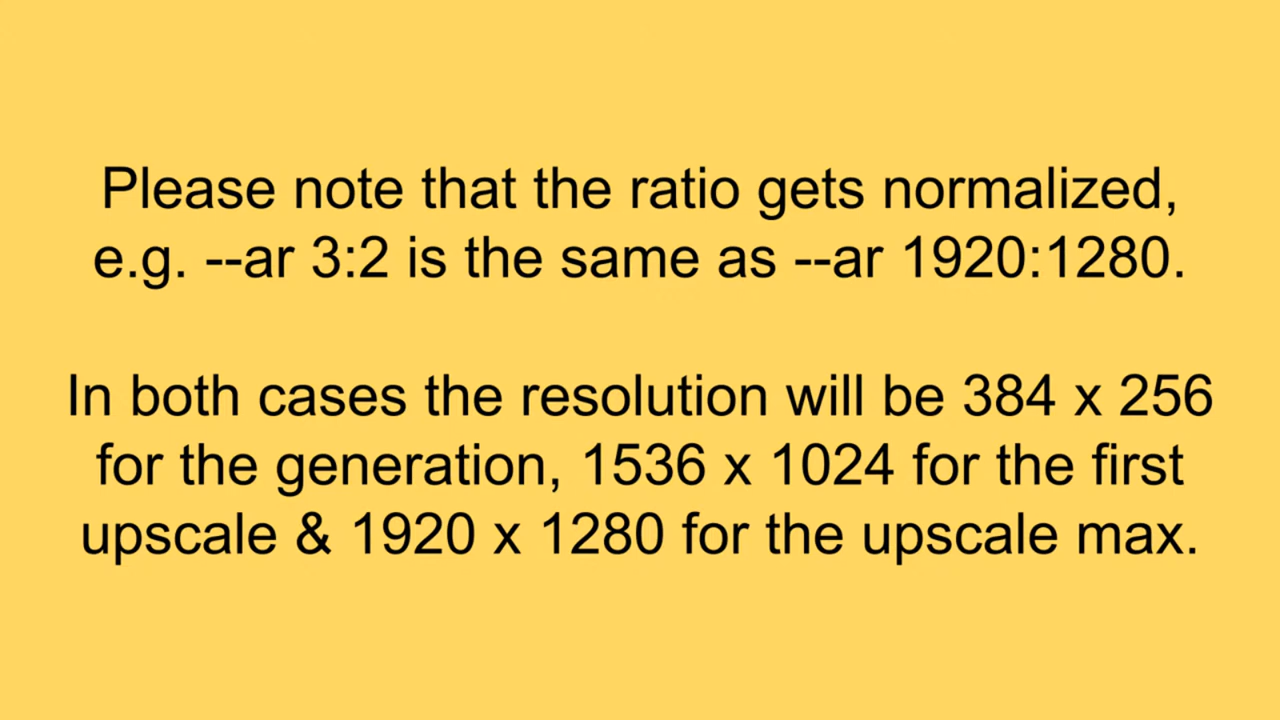 Please note that the ratio gets normalized,
e.g. --ar 3:2 is the same as --ar 1920:1280.
In both cases the resolution will be 384 x 256
for the generation, 1536 x 1024 for the first
upscale & 1920 x 1280 for the upscale max.